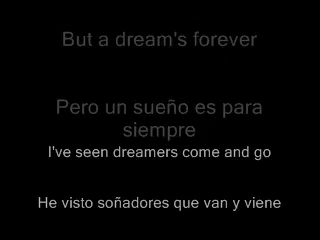 But a dream's forever
Pero un sueño es para
siempre
I've seen dreamers come and go
He visto soñadores que van y viene